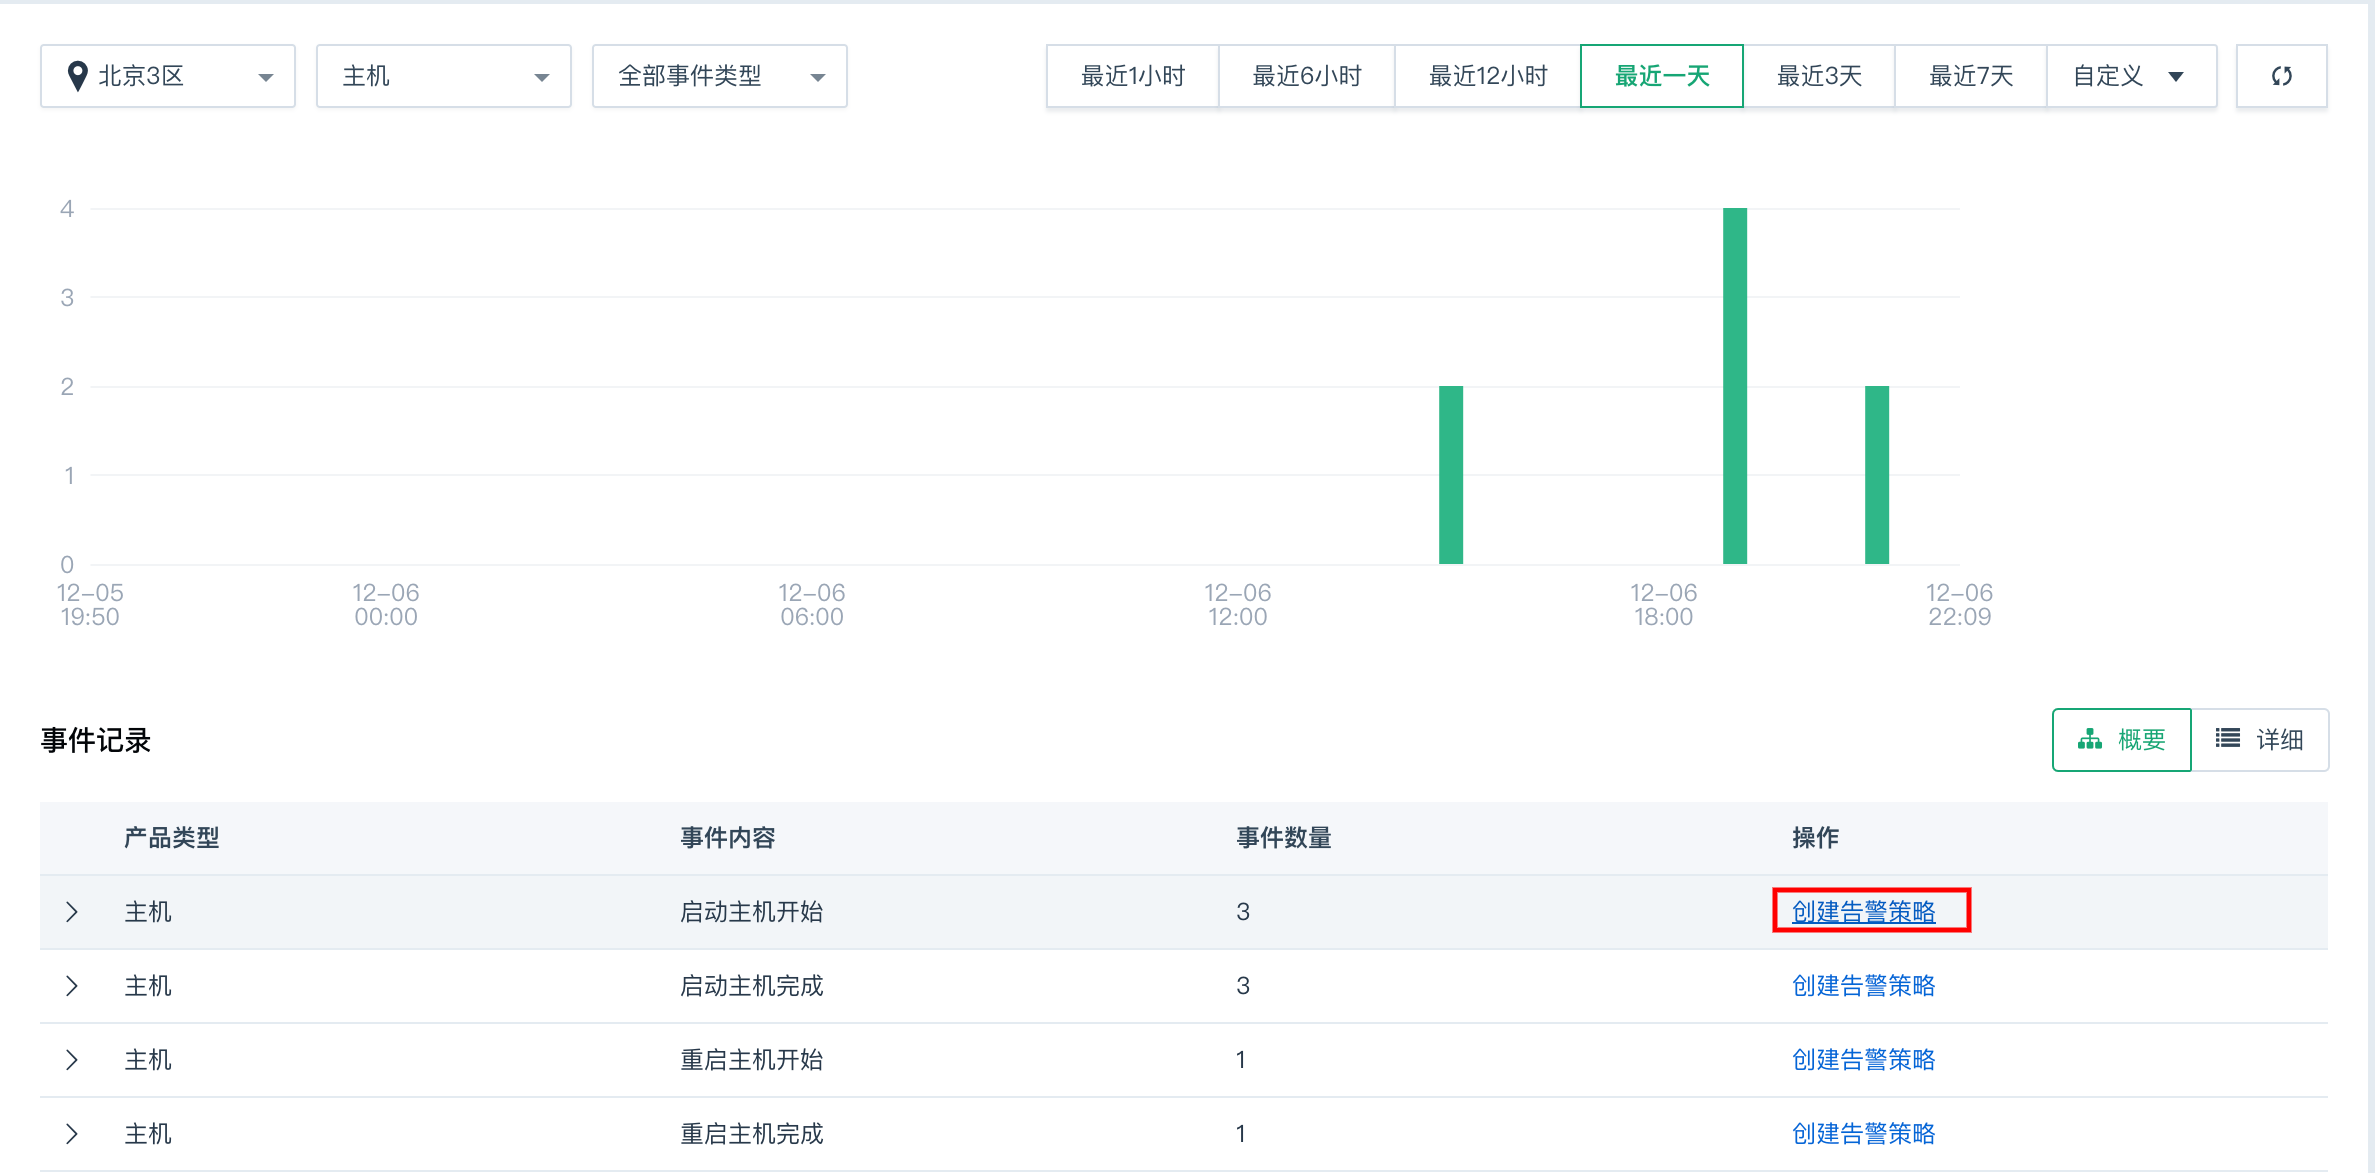 北京3区 主机 全部事件类型 最近1小时 最近6小时 最近12小时 最近一天 最近3天 最近7天 自定义
4
3
2
1
0
12-05 12-06 12-06 12-06 12-06 12-06
19:50 00:00 06:00 12:00 18:00 22:09
事件记录 概要 详细
产品类型 事件内容 事件数量 操作
主机 启动主机开始 3 创建告警策略
主机 启动主机完成 3 创建告警策略
主机 重启主机开始 1 创建告警策略
主机 重启主机完成 1 创建告警策略